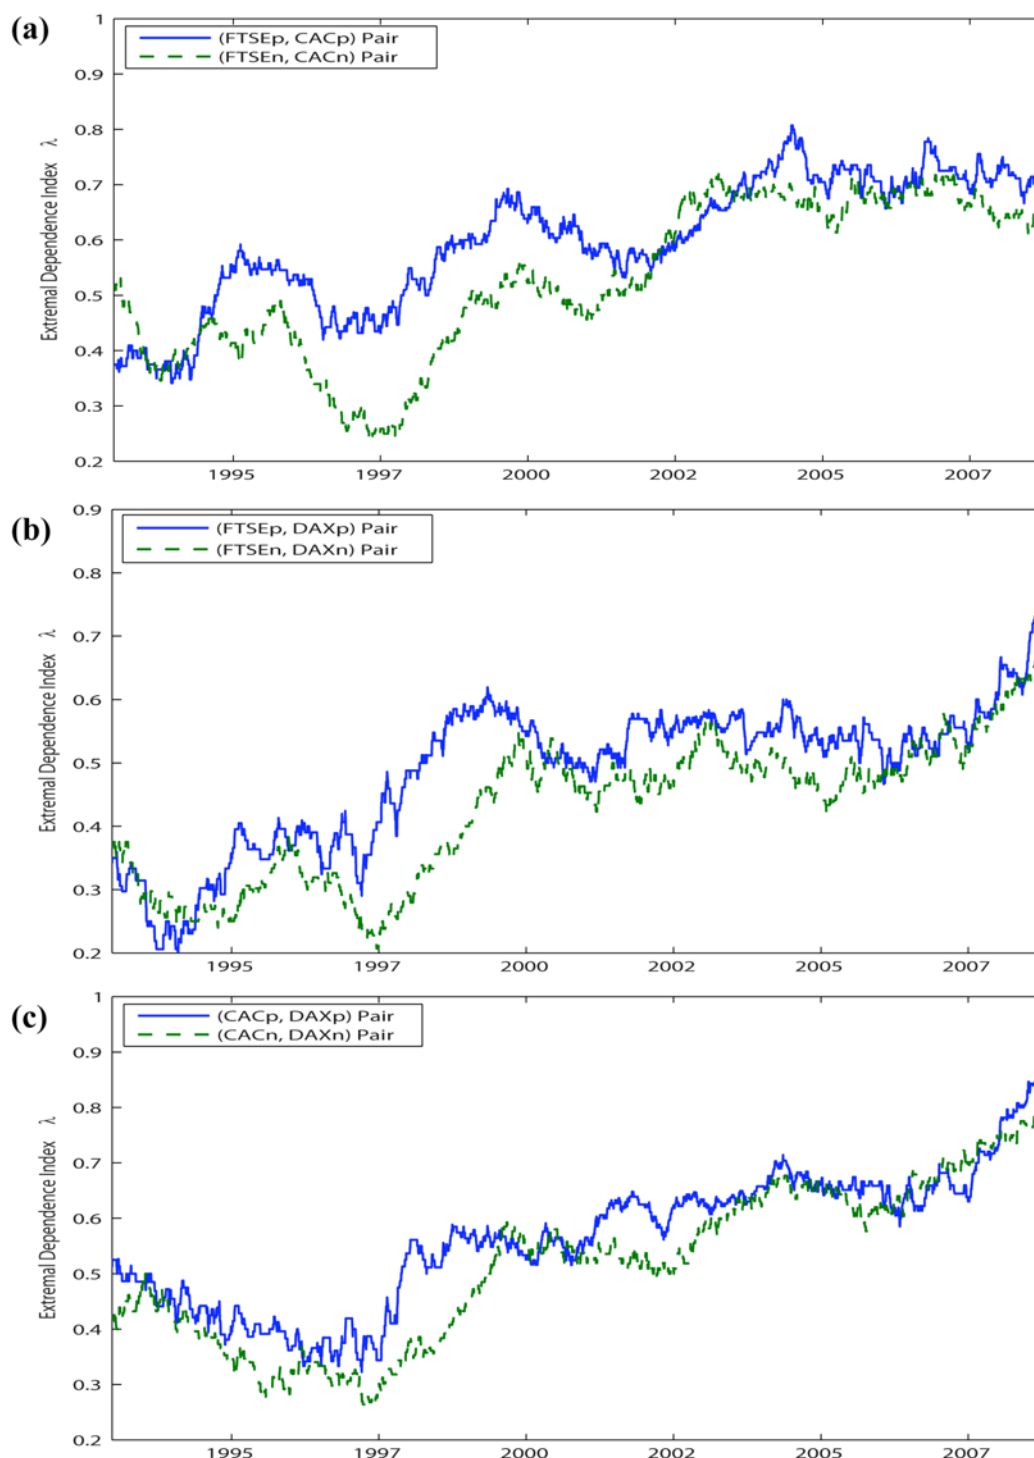 (a)
(FTSEp, CACp) Pair
(FTSEn, CACn) Pair
Extremal Dependence Index λ
1
0.9
0.8
0.7
0.6
0.5
0.4
0.3
0.2
1995 1997 2000 2002 2005 2007
(b)
(FTSEp, DAXp) Pair
(FTSEn, DAXn) Pair
Extremal Dependence Index λ
0.9
0.8
0.7
0.6
0.5
0.4
0.3
0.2
1995 1997 2000 2002 2005 2007
(c)
(CACp, DAXp) Pair
(CACn, DAXn) Pair
Extremal Dependence Index λ
1
0.9
0.8
0.7
0.6
0.5
0.4
0.3
0.2
1995 1997 2000 2002 2005 2007